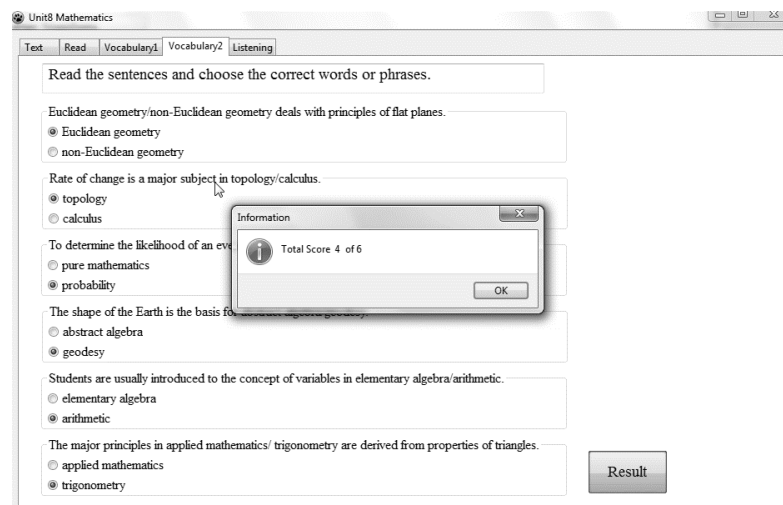 Unit8 Mathematics
Text Read Vocabulary1 Vocabulary2 Listening
Read the sentences and choose the correct words or phrases.
Euclidean geometry/non-Euclidean geometry deals with principles of flat planes.
Euclidean geometry
non-Euclidean geometry
Rate of change is a major subject in topology/calculus.
topology
calculus
Information
Total Score 4 of 6
OK
To determine the likelihood of an
pure mathematics
probability
The shape of the Earth is the basis for
abstract algebra
geodesy
Students are usually introduced to the concept of variables in elementary algebra/arithmetic.
elementary algebra
arithmetic
The major principles in applied mathematics/ trigonometry are derived from properties of triangles.
applied mathematics
trigonometry
Result